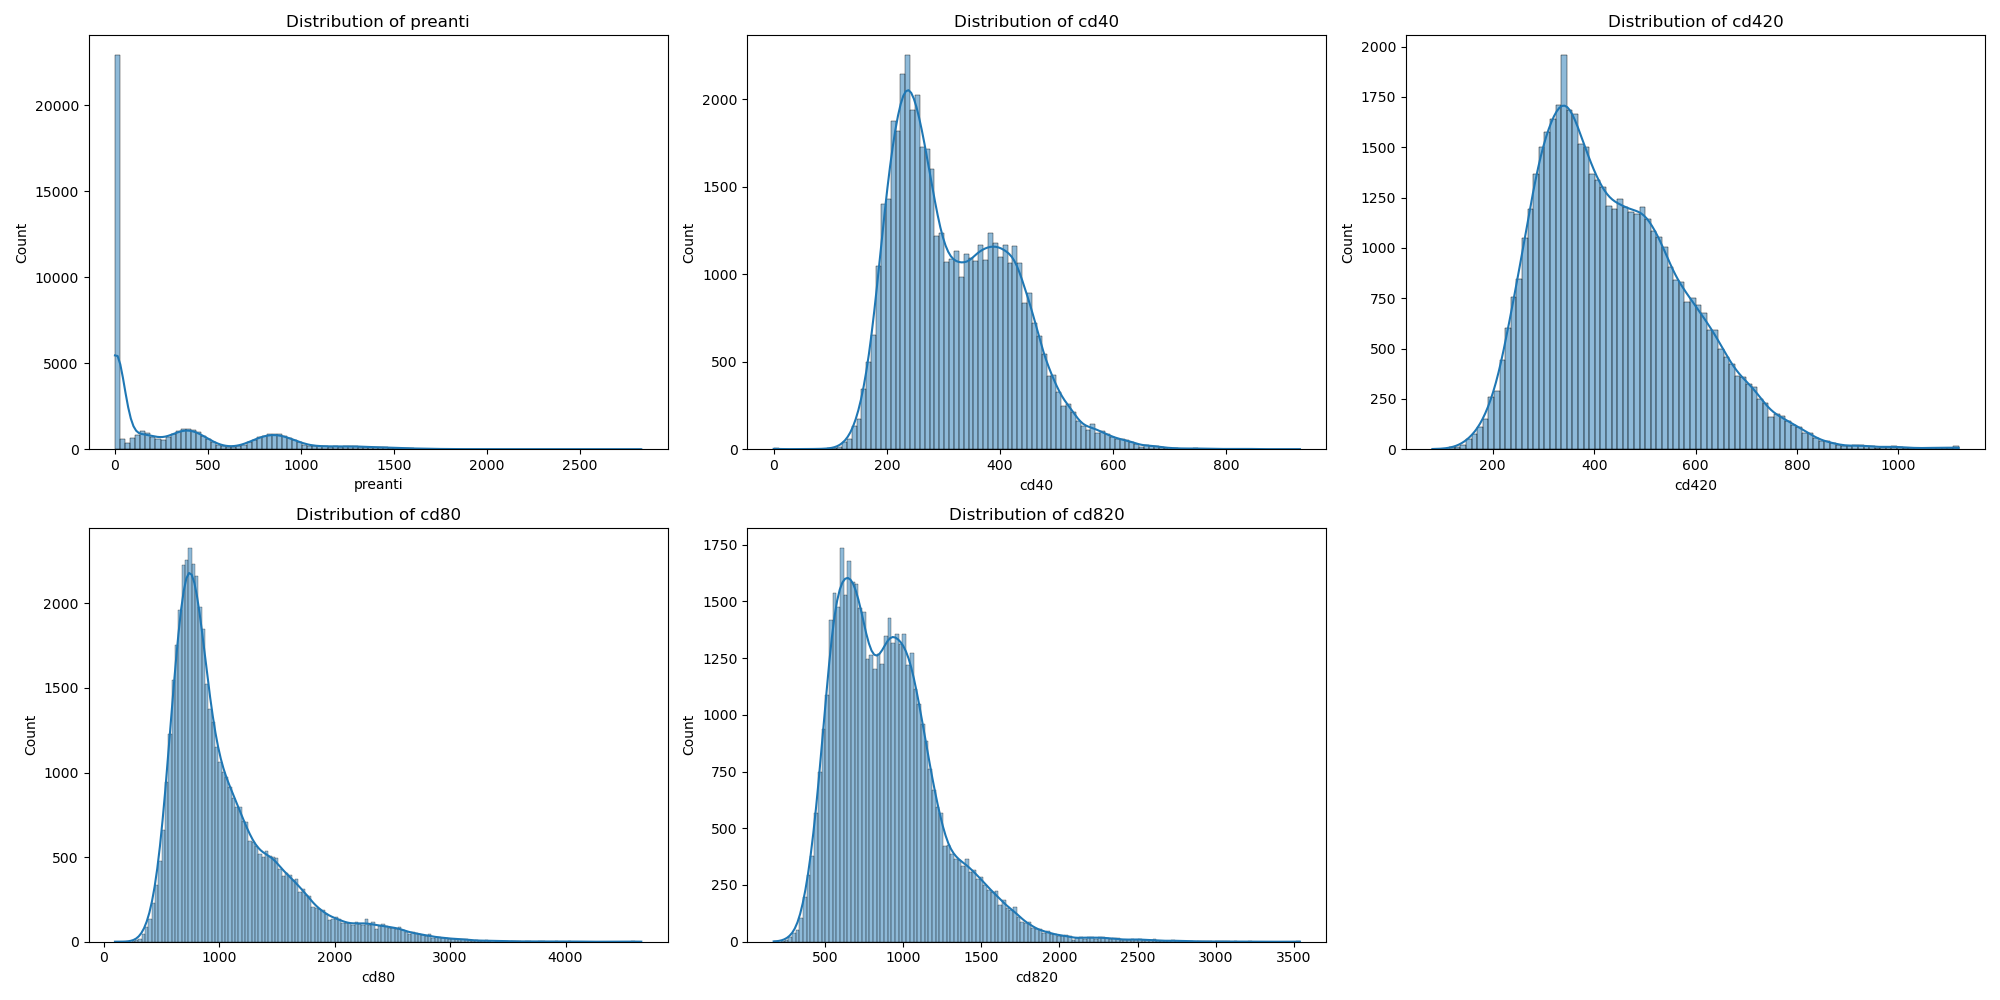 Distribution of preanti
Count
20000
15000
10000
5000
0
0 500 1000 1500 2000 2500
preanti
Distribution of cd40
Count
2000
1500
1000
500
0
0 200 400 600 800
cd40
Distribution of cd420
Count
2000
1750
1500
1250
1000
750
500
250
0
200 400 600 800 1000
cd420
Distribution of cd80
Count
2000
1500
1000
500
0
0 1000 2000 3000 4000
cd80
Distribution of cd820
Count
1750
1500
1250
1000
750
500
250
0
500 1000 1500 2000 2500 3000 3500
cd820